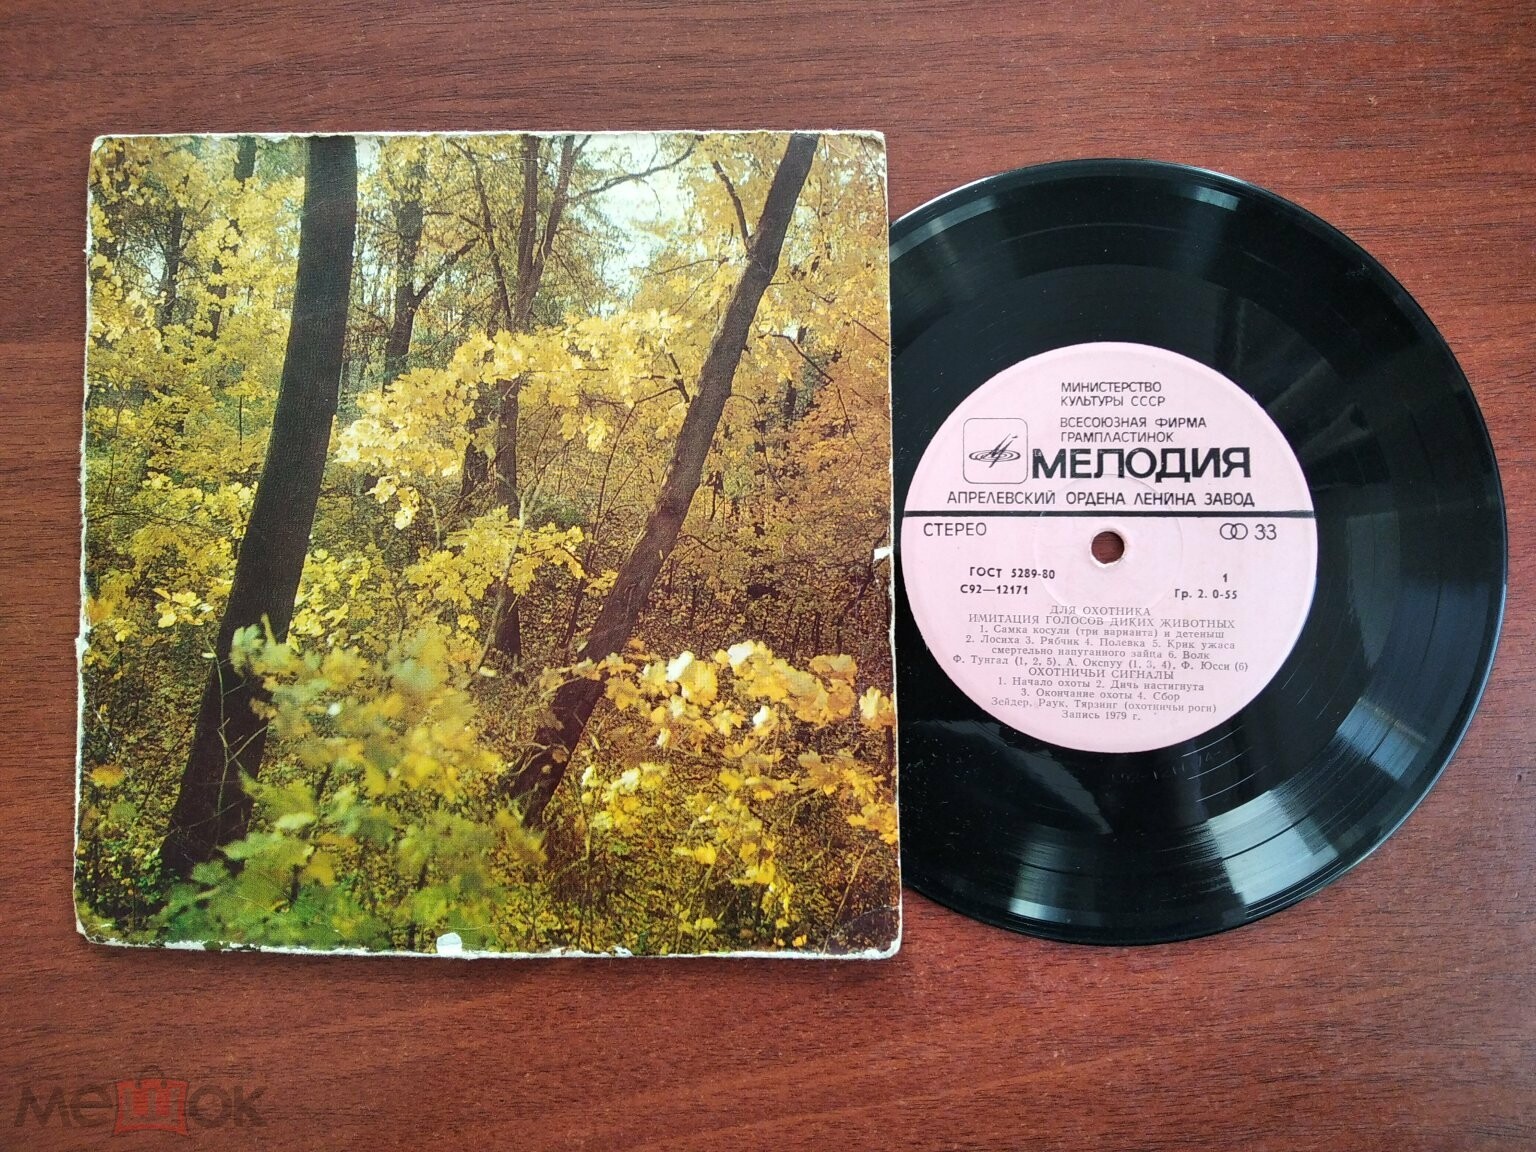 МИНИСТЕРСТВО
КУЛЬТУРЫ СССР
ВСЕСОЮЗНАЯ ФИРМА
ГРАМПЛАСТИНОК
МЕЛОДИЯ
АПРЕЛЕВСКИЙ ОРДЕНА ЛЕНИНА ЗАВОД
СТЕРЕО 33
ГОСТ 5289-80 1
С92—12171 Гр. 2. 0-55
ДЛЯ ОХОТНИКА
ИМИТАЦИЯ ГОЛОСОВ ДИКИХ ЖИВОТНЫХ
1. Самка косули (три варианта) и детеныш
2. Лосиха 3. Рябчик 4. Полевка 5. Крик ужаса
смертельно напуганного зайца 6. Волк
Ф. Тунгал (1, 2, 5), А. Окспуу (1, 3, 4), Ф. Юсси (6)
ОХОТНИЧЬИ СИГНАЛЫ
1. Начало охоты 2. Дичь настигнута
3. Окончание охоты 4. Сбор
Зейдер, Раук, Тярзинг (охотничьи роги)
Запись 1979 г.
мешок